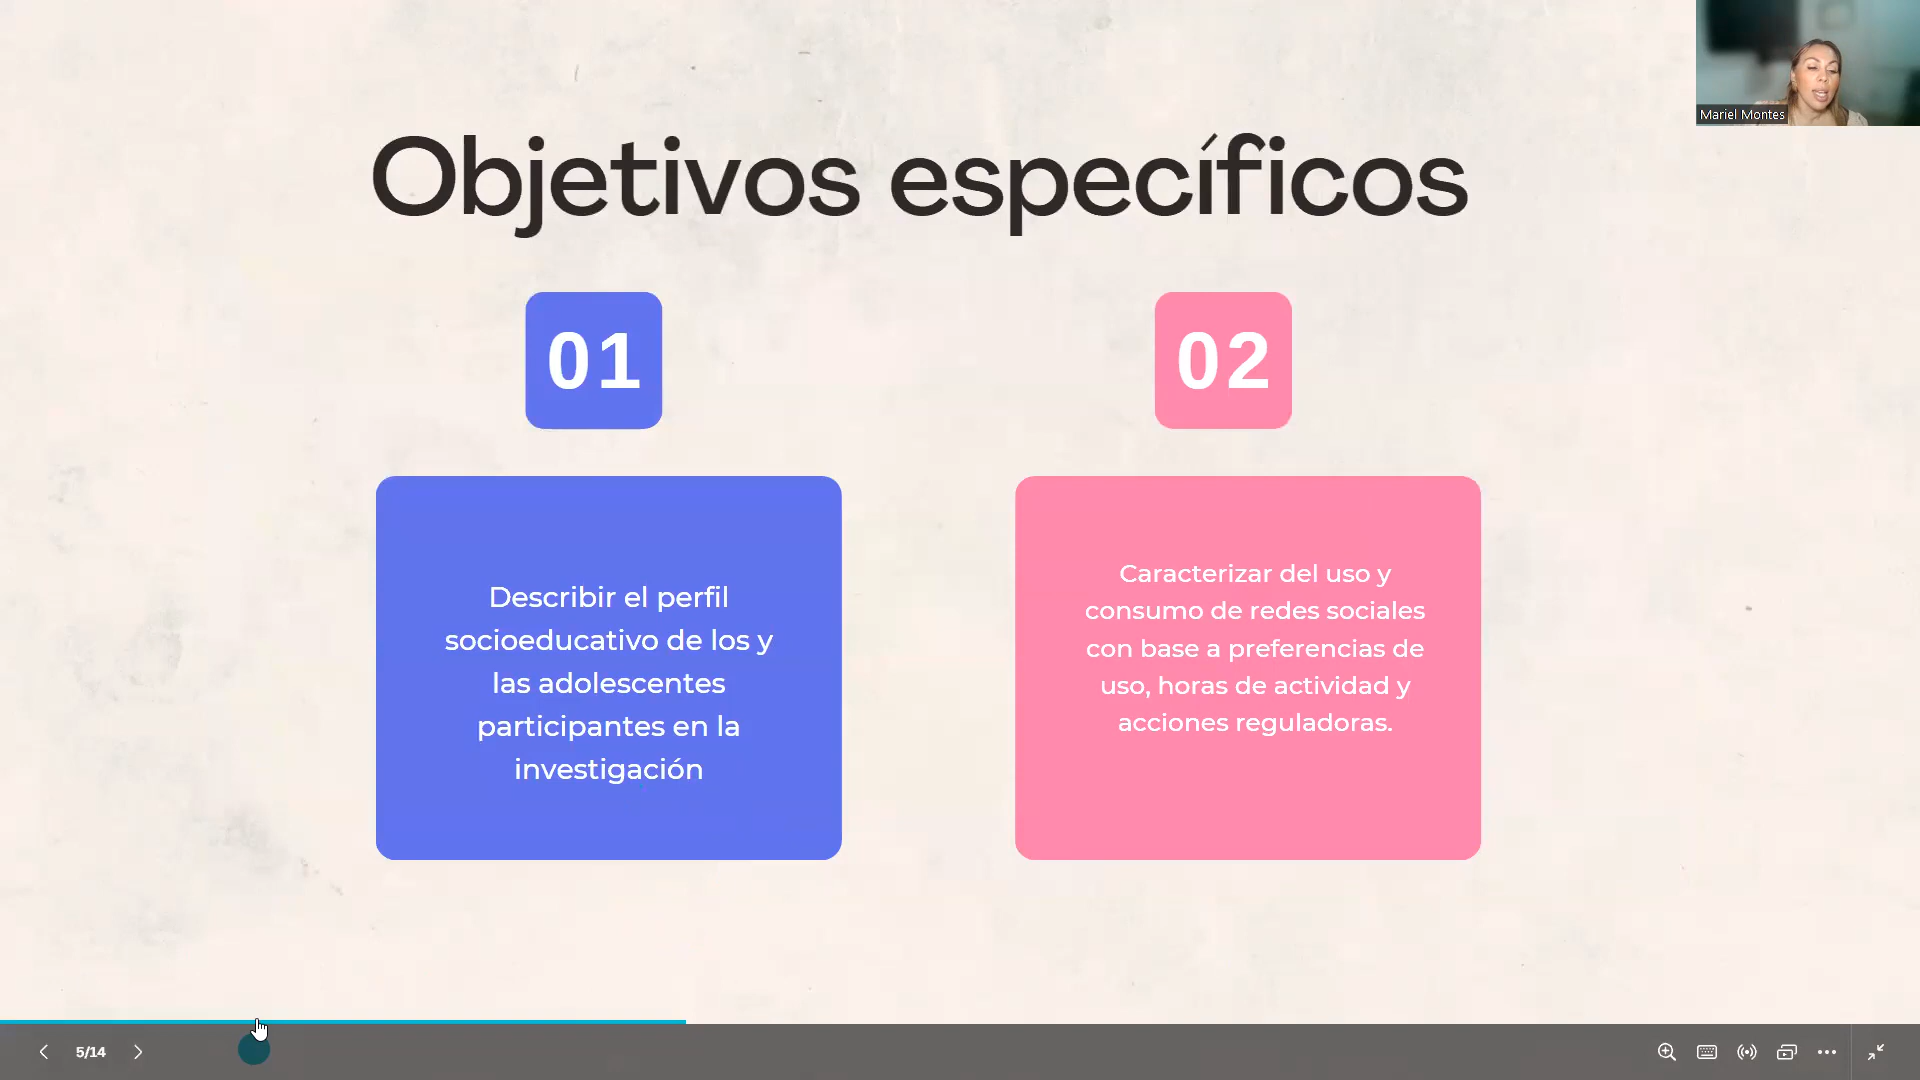 Mariel Montes
Objetivos específicos
01
02
Describir el perfil
socioeducativo de los y
las adolescentes
participantes en la
investigación
Caracterizar del uso y
consumo de redes sociales
con base a preferencias de
uso, horas de actividad y
acciones reguladoras.
5/14